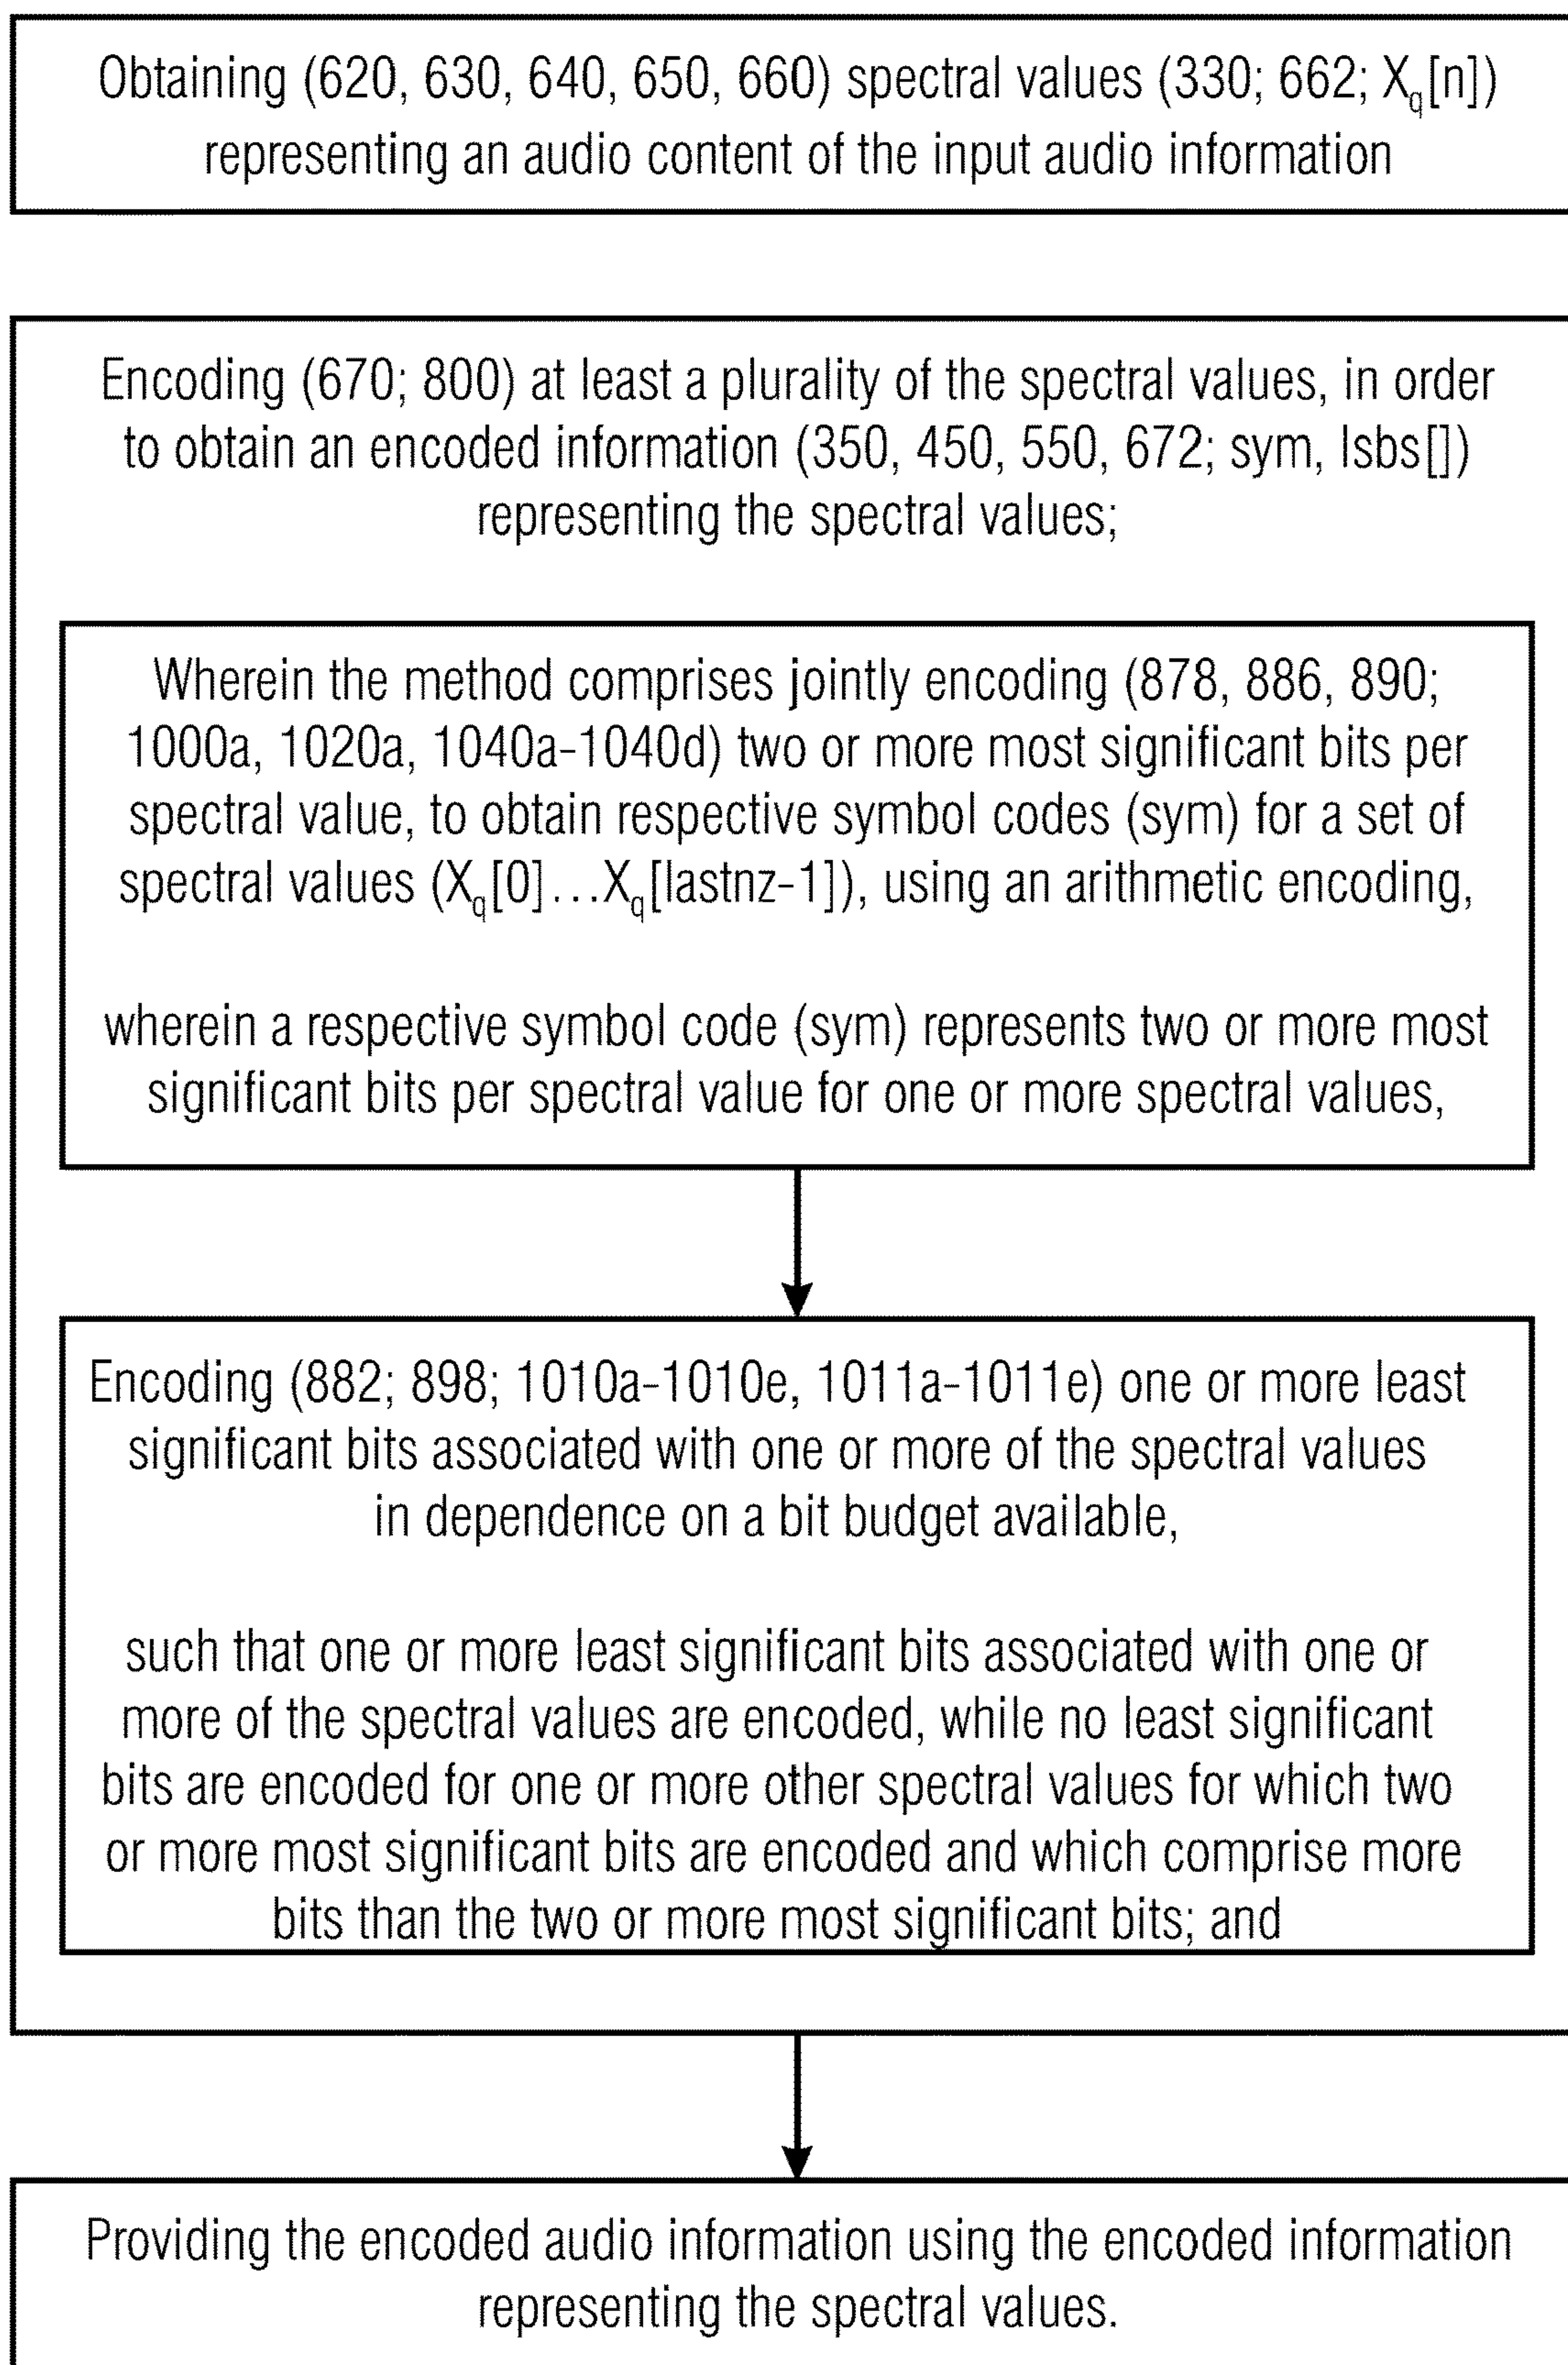 Obtaining (620, 630, 640, 650, 660) spectral values (330; 662; Xq[n])
representing an audio content of the input audio information
Encoding (670; 800) at least a plurality of the spectral values, in order
to obtain an encoded information (350, 450, 550, 672; sym, lsbs[])
representing the spectral values;
Wherein the method comprises jointly encoding (878, 886, 890;
1000a, 1020a, 1040a-1040d) two or more most significant bits per
spectral value, to obtain respective symbol codes (sym) for a set of
spectral values (Xq[0]...Xq[lastnz-1]), using an arithmetic encoding,
wherein a respective symbol code (sym) represents two or more most
significant bits per spectral value for one or more spectral values,
Encoding (882; 898; 1010a-1010e, 1011a-1011e) one or more least
significant bits associated with one or more of the spectral values
in dependence on a bit budget available,
such that one or more least significant bits associated with one or
more of the spectral values are encoded, while no least significant
bits are encoded for one or more other spectral values for which two
or more most significant bits are encoded and which comprise more
bits than the two or more most significant bits; and
Providing the encoded audio information using the encoded information
representing the spectral values.